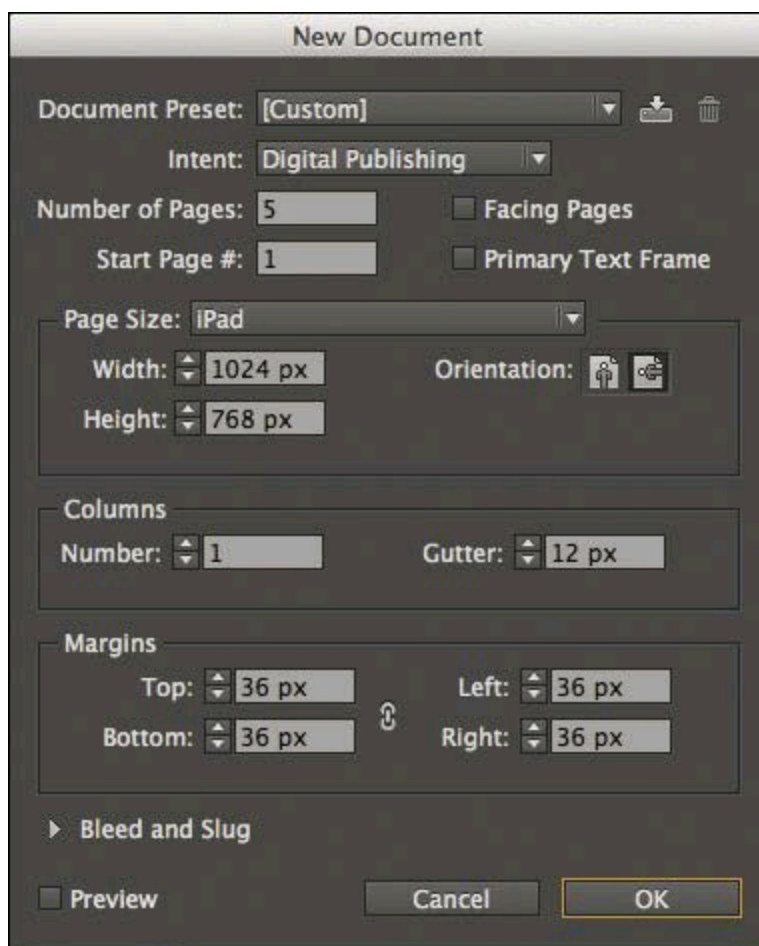 New Document
Document Preset: [Custom]
Intent: Digital Publishing
Number of Pages: 5 Facing Pages
Start Page #: 1 Primary Text Frame
Page Size: iPad
Width: 1024 px Orientation:
Height: 768 px
Columns
Number: 1 Gutter: 12 px
Margins
Top: 36 px Left: 36 px
Bottom: 36 px Right: 36 px
Bleed and Slug
Preview Cancel OK